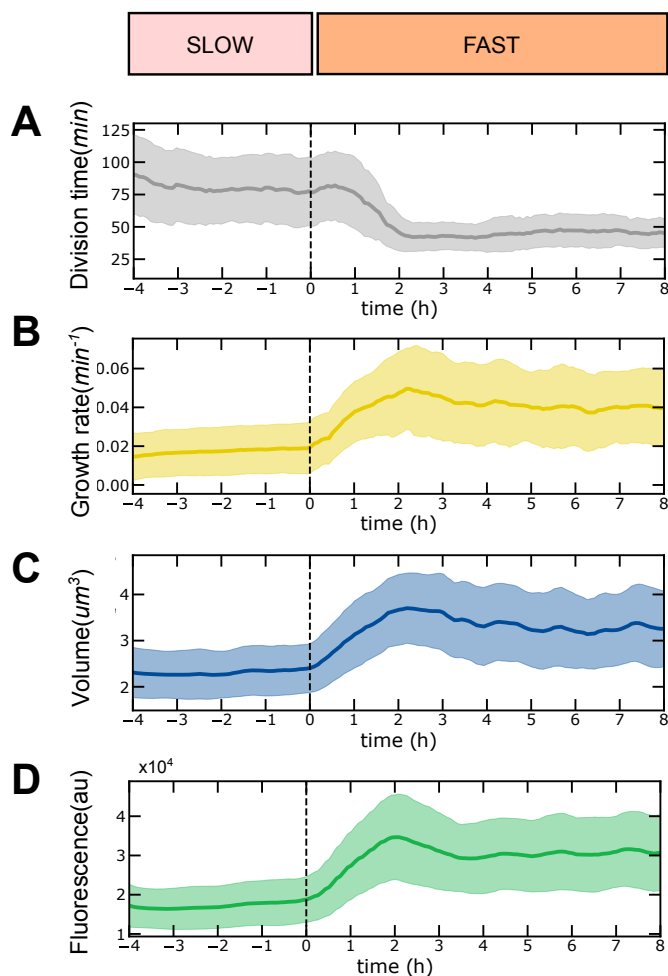 SLOW FAST
A
Division time(min)
125
100
75
50
25
−4 −3 −2 −1 0 1 2 3 4 5 6 7 8
time (h)
B
Growth rate(min⁻¹)
0.06
0.04
0.02
0.00
−4 −3 −2 −1 0 1 2 3 4 5 6 7 8
time (h)
C
Volume(um³)
4
3
2
−4 −3 −2 −1 0 1 2 3 4 5 6 7 8
time (h)
D
x10⁴
Fluorescence(au)
4
3
2
1
−4 −3 −2 −1 0 1 2 3 4 5 6 7 8
time (h)